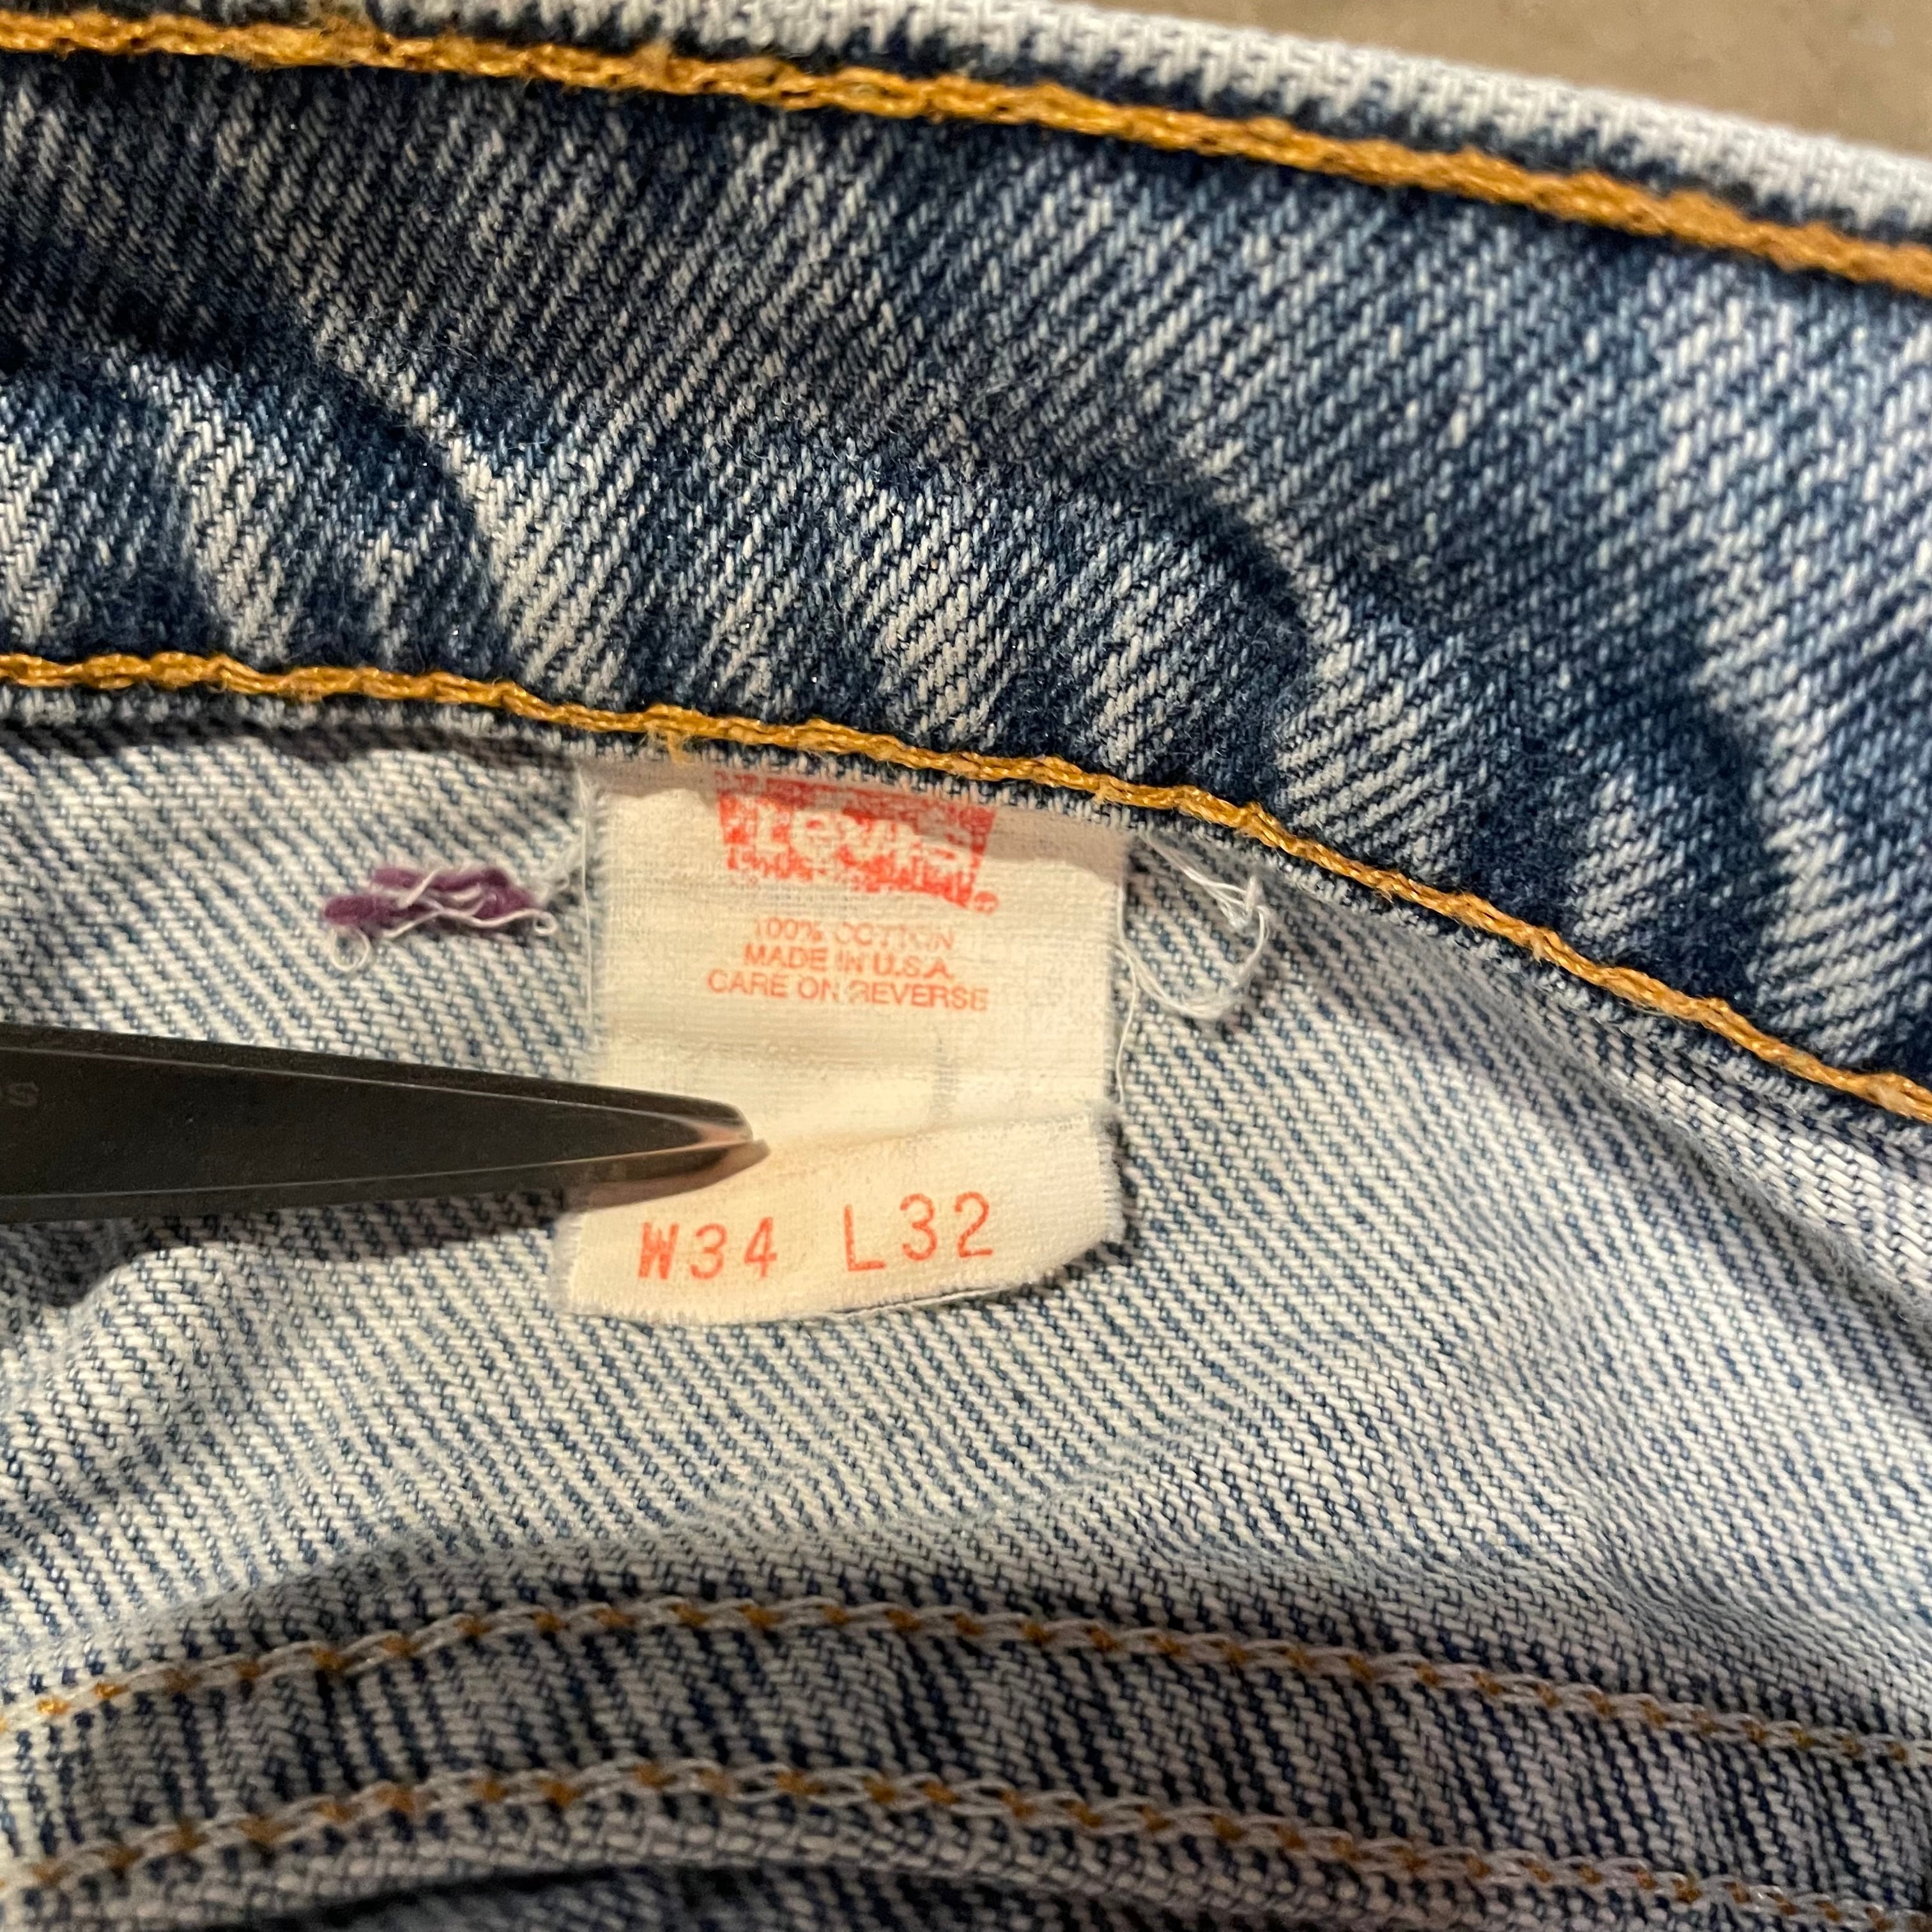 Levi's
®
100% COTTON
MADE IN U.S.A.
CARE ON REVERSE
W34 L32